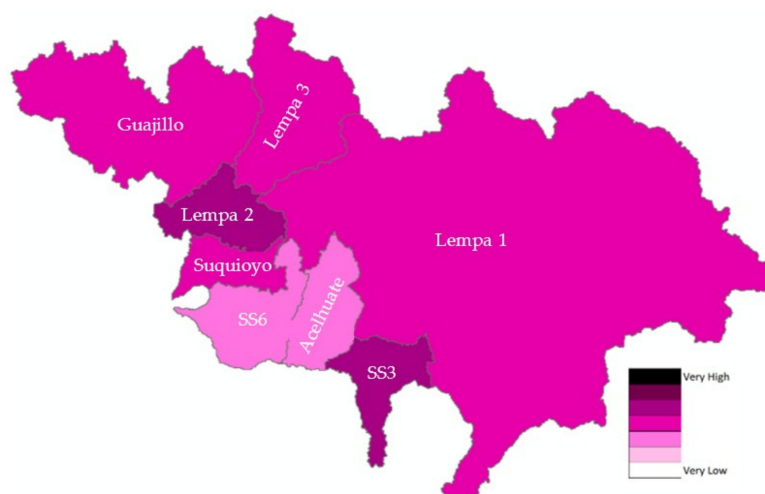 Guajillo
Lempa 3
Lempa 2
Lempa 1
Suquioyo
SS6
Acelhuate
SS3
Very High
Very Low